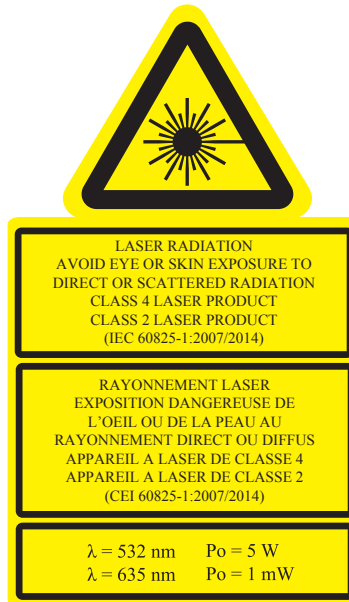 LASER RADIATION
AVOID EYE OR SKIN EXPOSURE TO
DIRECT OR SCATTERED RADIATION
CLASS 4 LASER PRODUCT
CLASS 2 LASER PRODUCT
(IEC 60825-1:2007/2014)
RAYONNEMENT LASER
EXPOSITION DANGEREUSE DE
L'OEIL OU DE LA PEAU AU
RAYONNEMENT DIRECT OU DIFFUS
APPAREIL A LASER DE CLASSE 4
APPAREIL A LASER DE CLASSE 2
(CEI 60825-1:2007/2014)
λ = 532 nm Po = 5 W
λ = 635 nm Po = 1 mW